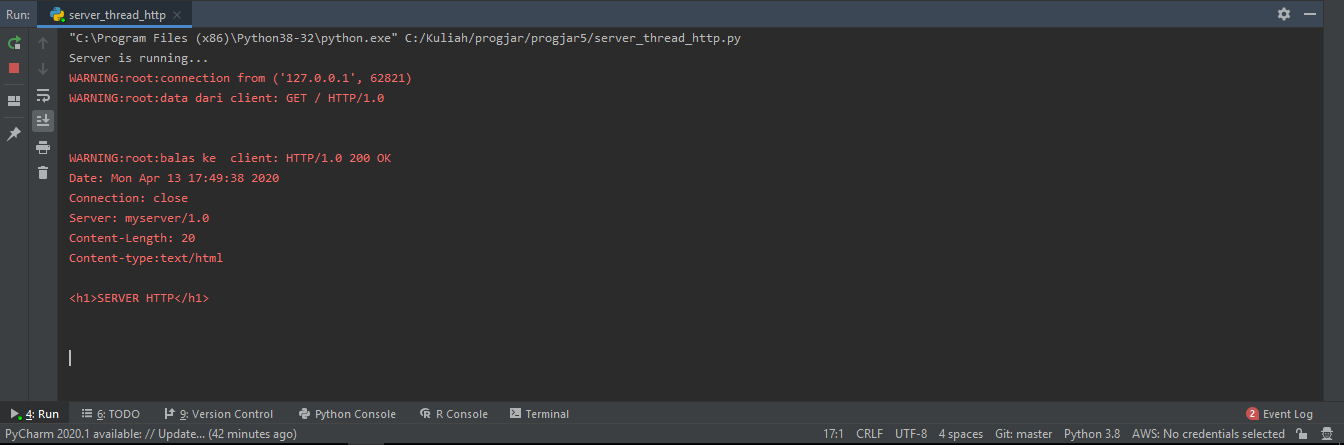 Run: server_thread_http
"C:\Program Files (x86)\Python38-32\python.exe" C:/Kuliah/progjar/progjar5/server_thread_http.py
Server is running...
WARNING:root:connection from ('127.0.0.1', 62821)
WARNING:root:data dari client: GET / HTTP/1.0
WARNING:root:balas ke  client: HTTP/1.0 200 OK
Date: Mon Apr 13 17:49:38 2020
Connection: close
Server: myserver/1.0
Content-Length: 20
Content-type:text/html
<h1>SERVER HTTP</h1>
4: Run 6: TODO 9: Version Control Python Console R Console Terminal 2 Event Log
PyCharm 2020.1 available: // Update... (42 minutes ago) 17:1 CRLF UTF-8 4 spaces Git: master Python 3.8 AWS: No credentials selected